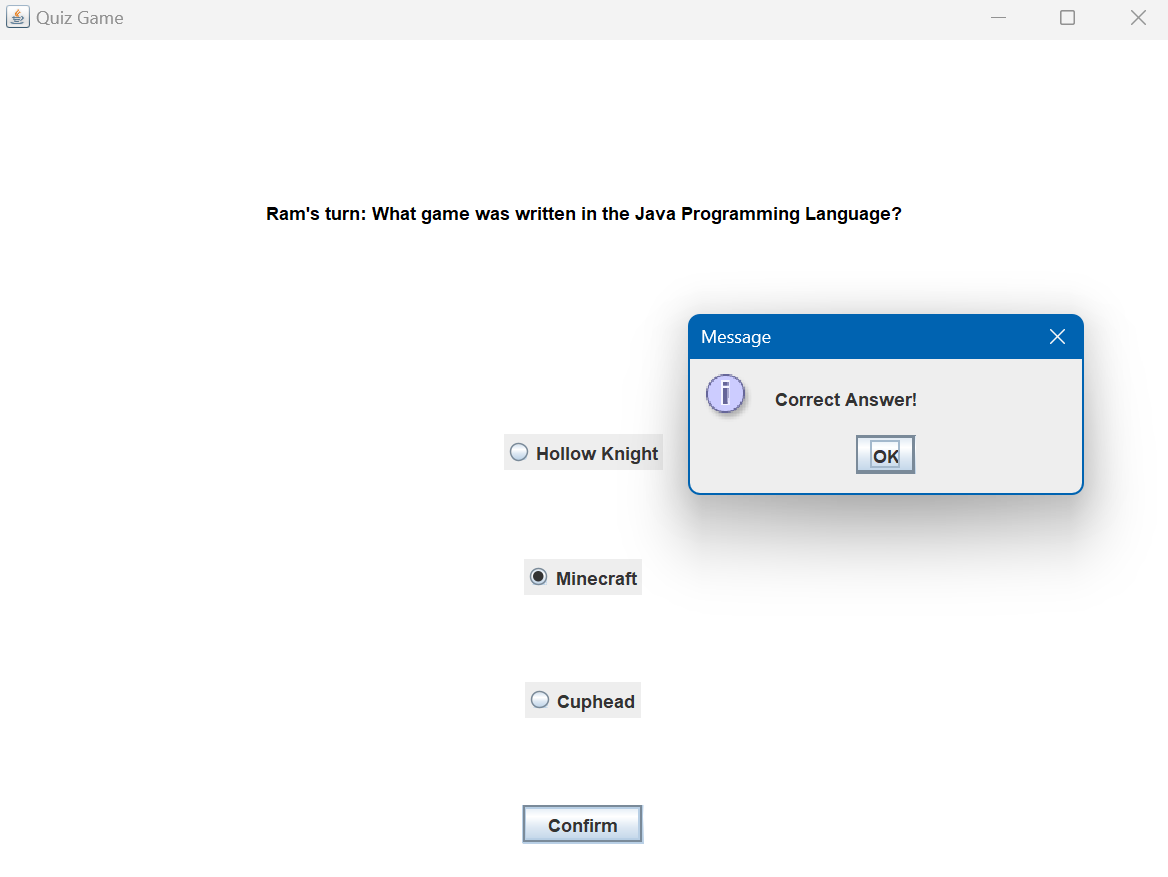 Quiz Game
Ram's turn: What game was written in the Java Programming Language?
Message
i
Correct Answer!
OK
Hollow Knight
Minecraft
Cuphead
Confirm